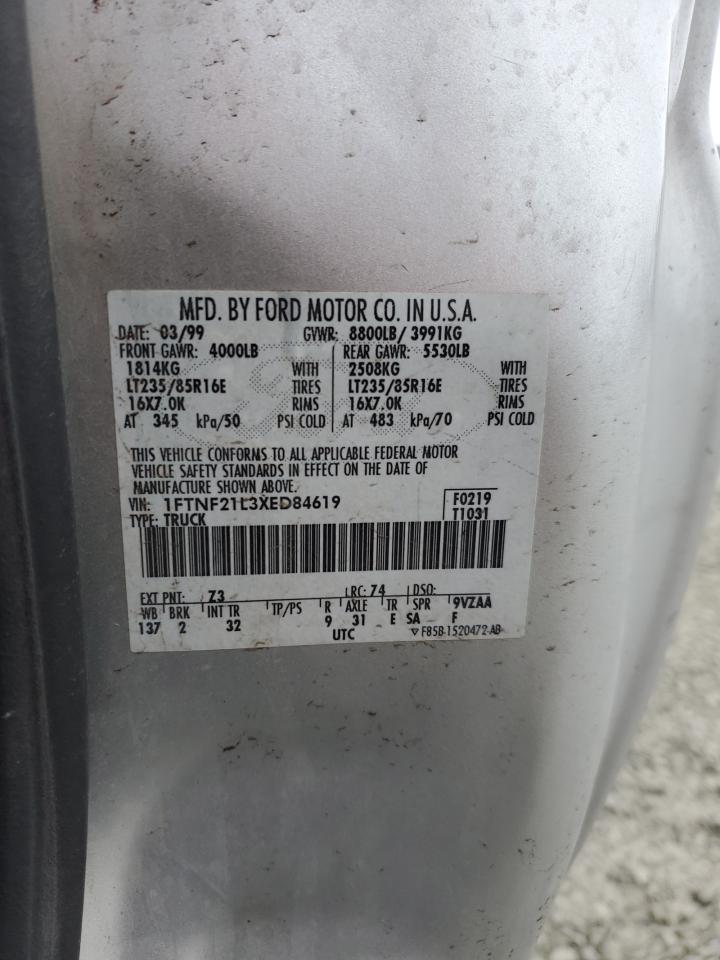 MFD. BY FORD MOTOR CO. IN U.S.A.
DATE: 03/99 GVWR: 8800LB/ 3991KG
FRONT GAWR: 4000LB REAR GAWR: 5530LB
1814KG WITH 2508KG WITH
LT235/85R16E TIRES LT235/85R16E TIRES
16X7.0K RIMS 16X7.0K RIMS
AT 345 kPa/50 PSI COLD AT 483 kPa/70 PSI COLD
THIS VEHICLE CONFORMS TO ALL APPLICABLE FEDERAL MOTOR
VEHICLE SAFETY STANDARDS IN EFFECT ON THE DATE OF
MANUFACTURE SHOWN ABOVE.
VIN: 1FTNF21L3XED84619 F0219
TYPE: TRUCK T1031
EXT PNT: Z3 LRC: 74 DSO:
WB BRK INT TR TP/PS R AXLE TR SPR 9VZAA
137 2 32 9 31 E SA F
UTC ▽ F85B-1520472-AB